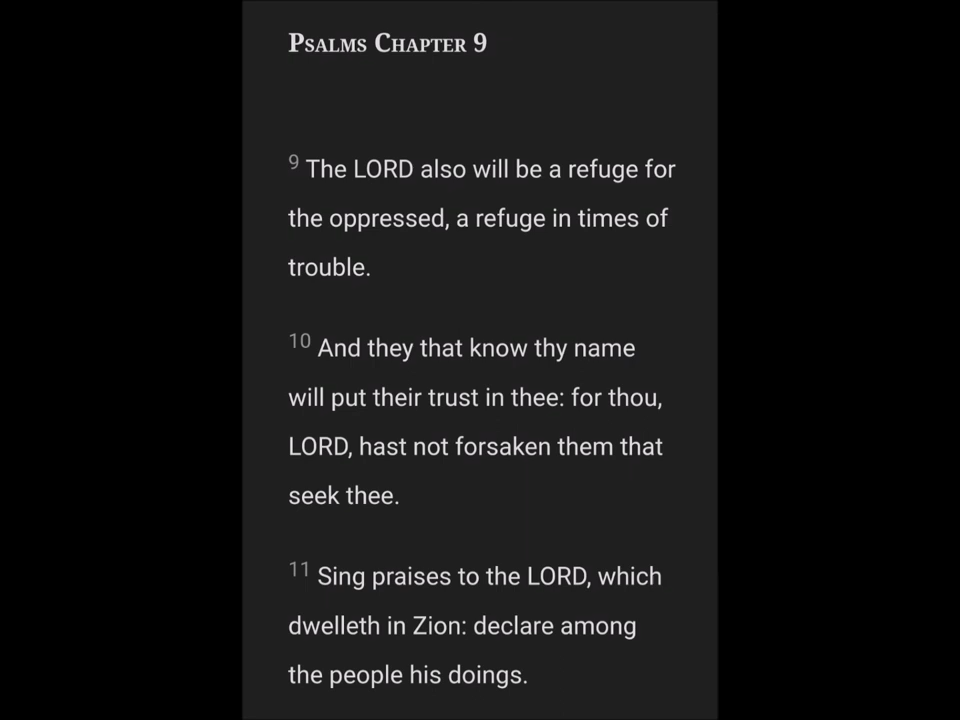 Psalms Chapter 9
9 The LORD also will be a refuge for
the oppressed, a refuge in times of
trouble.
10 And they that know thy name
will put their trust in thee: for thou,
LORD, hast not forsaken them that
seek thee.
11 Sing praises to the LORD, which
dwelleth in Zion: declare among
the people his doings.